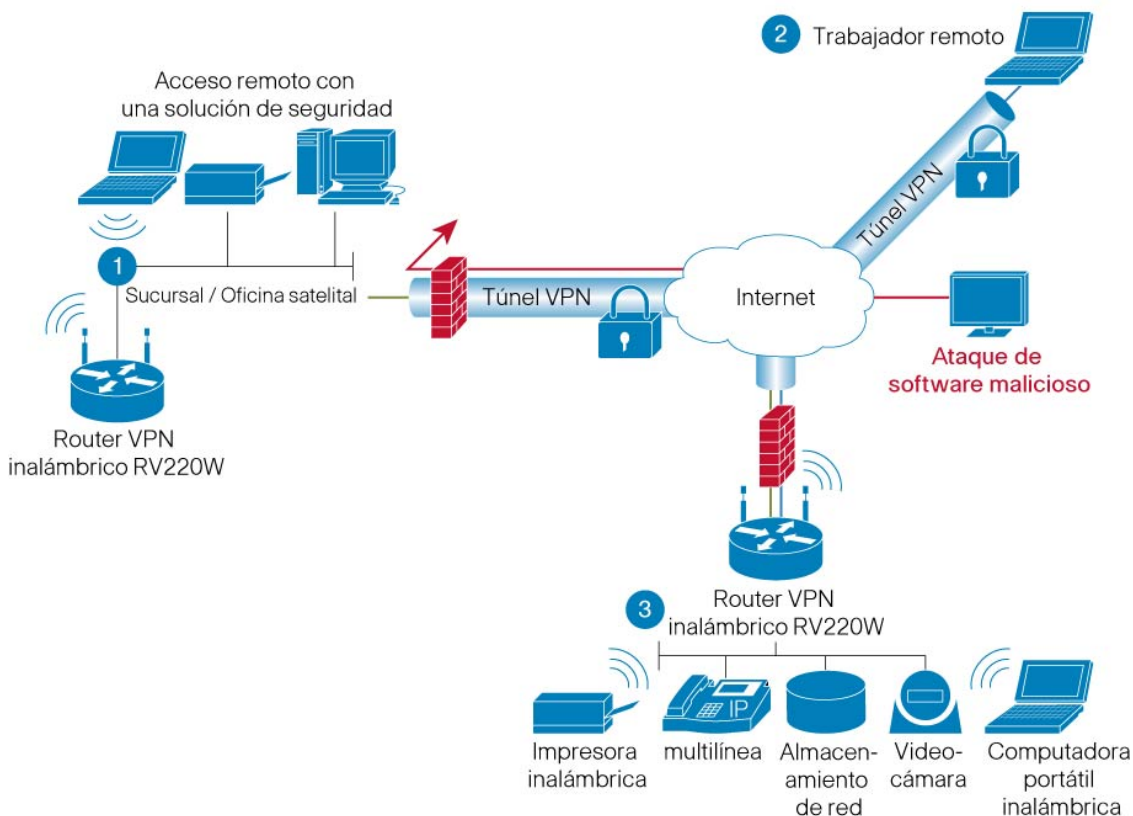 2 Trabajador remoto
Acceso remoto con
una solución de seguridad
Túnel VPN
1
Sucursal / Oficina satelital
Túnel VPN
Internet
Ataque de
software malicioso
Router VPN
inalámbrico RV220W
3
Router VPN
inalámbrico RV220W
IP
Impresora
inalámbrica
multilínea
Almacen-
amiento
de red
Video-
cámara
Computadora
portátil
inalámbrica